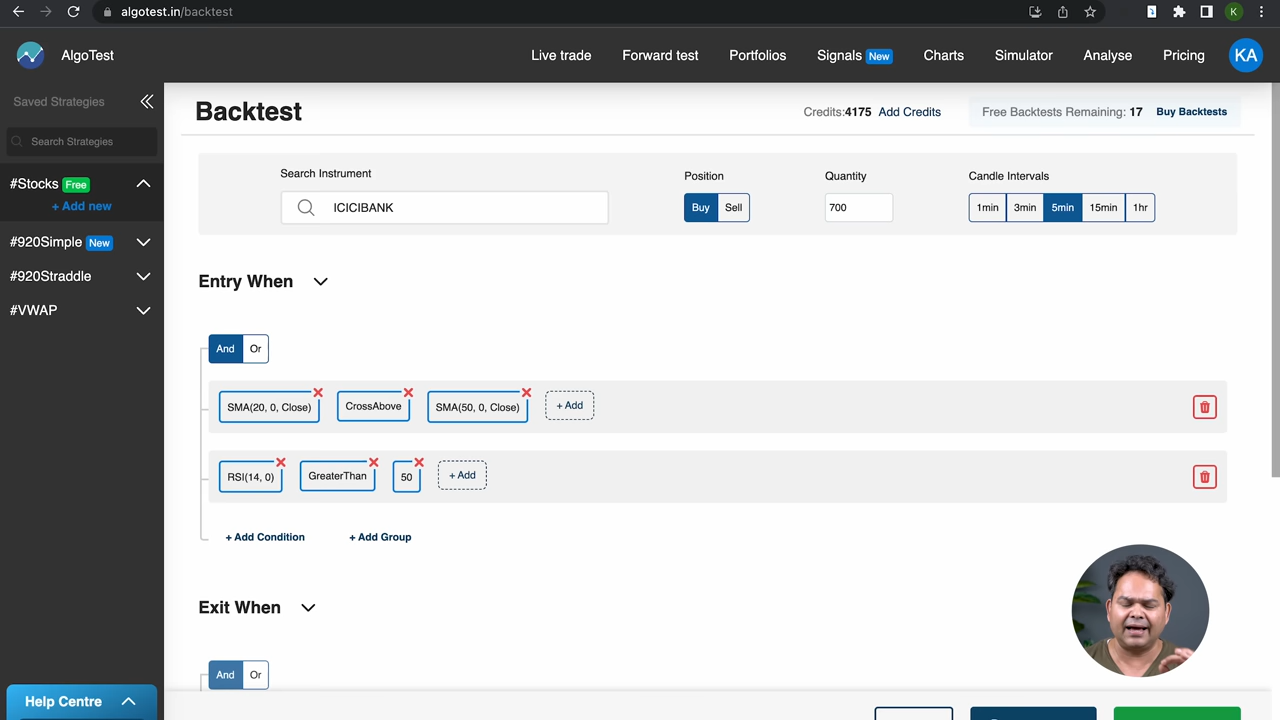 algotest.in/backtest
K
AlgoTest
Live trade
Forward test
Portfolios
Signals New
Charts
Simulator
Analyse
Pricing
KA
Saved Strategies
Search Strategies
#Stocks Free
+ Add new
#920Simple New
#920Straddle
#VWAP
Help Centre
Backtest
Credits:4175 Add Credits
Free Backtests Remaining: 17 Buy Backtests
Search Instrument
ICICIBANK
Position
Buy Sell
Quantity
700
Candle Intervals
1min 3min 5min 15min 1hr
Entry When
And Or
SMA(20, 0, Close) CrossAbove SMA(50, 0, Close) + Add
RSI(14, 0) GreaterThan 50 + Add
+ Add Condition + Add Group
Exit When
And Or